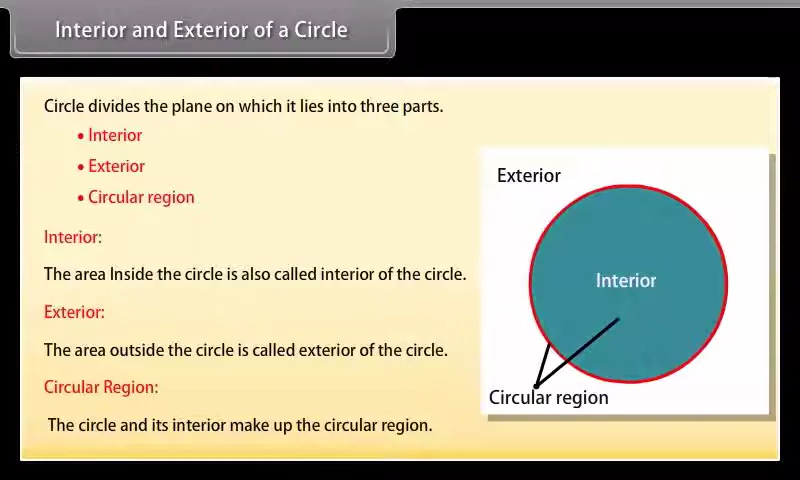 Interior and Exterior of a Circle
Circle divides the plane on which it lies into three parts.
• Interior
• Exterior
• Circular region
Interior:
The area Inside the circle is also called interior of the circle.
Exterior:
The area outside the circle is called exterior of the circle.
Circular Region:
The circle and its interior make up the circular region.
Exterior
Interior
Circular region